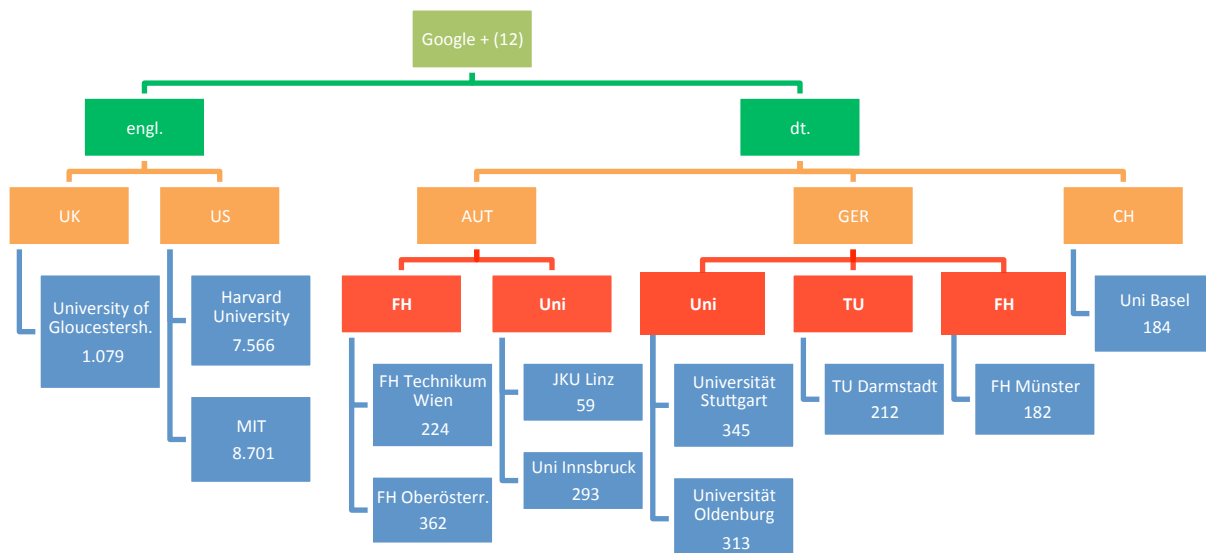 Google + (12)
engl.
dt.
UK
US
AUT
GER
CH
FH
Uni
Uni
TU
FH
University of
Gloucestersh.
1.079
Harvard
University
7.566
MIT
8.701
FH Technikum
Wien
224
FH Oberösterr.
362
JKU Linz
59
Uni Innsbruck
293
Universität
Stuttgart
345
Universität
Oldenburg
313
TU Darmstadt
212
FH Münster
182
Uni Basel
184